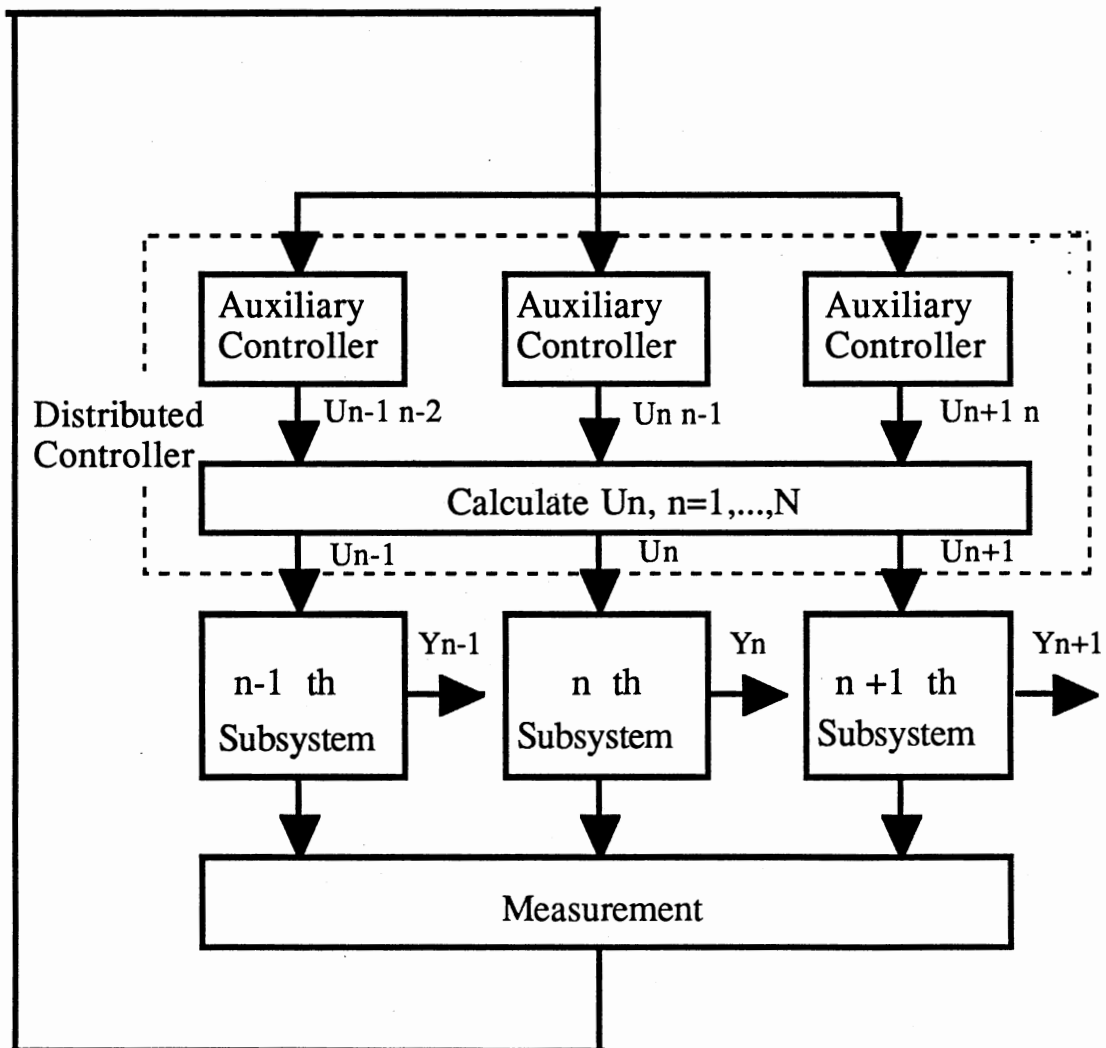 Auxiliary
Controller
Auxiliary
Controller
Auxiliary
Controller
Un-1 n-2
Un n-1
Un+1 n
Distributed
Controller
Calculate Un, n=1,...,N
Un-1
Un
Un+1
Yn-1
Yn
Yn+1
n-1 th
Subsystem
n th
Subsystem
n +1 th
Subsystem
Measurement